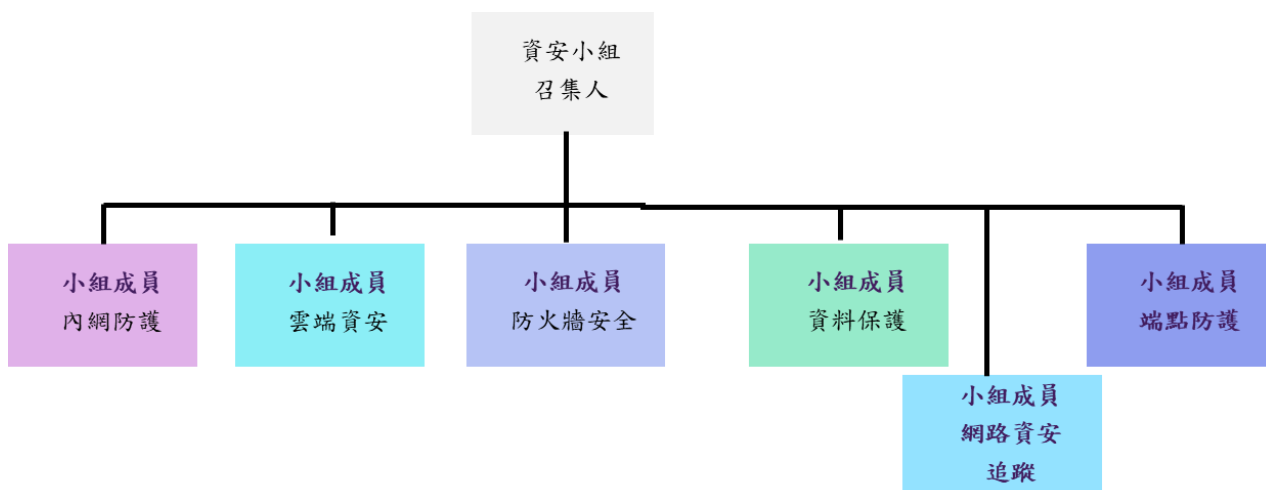 資安小組
召集人
小組成員
內網防護
小組成員
雲端資安
小組成員
防火牆安全
小組成員
資料保護
小組成員
網路資安
追蹤
小組成員
端點防護